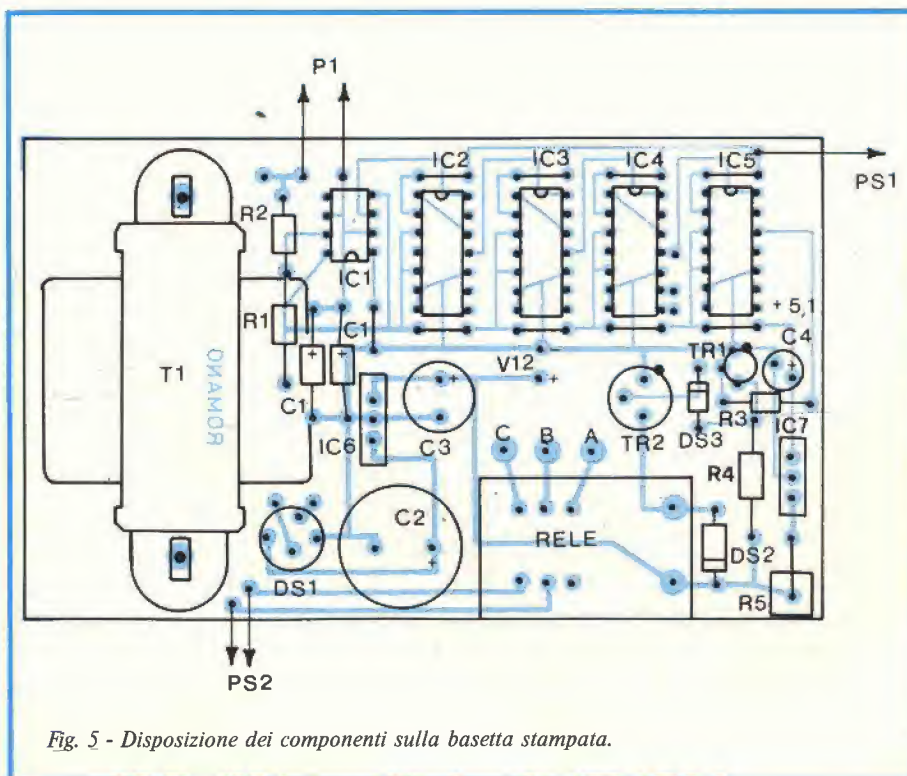 P1
IC2 IC3 IC4 IC5
PS1
R2
IC1
+ 5,1
R1 C1
TR1 C4
T1
ROMANO
V12 +
C1
R3
IC6
C3
C B A
TR2 DS3
IC7
R4
C2
RELE
DS1
DS2
R5
PS2
Fig. 5 - Disposizione dei componenti sulla basetta stampata.